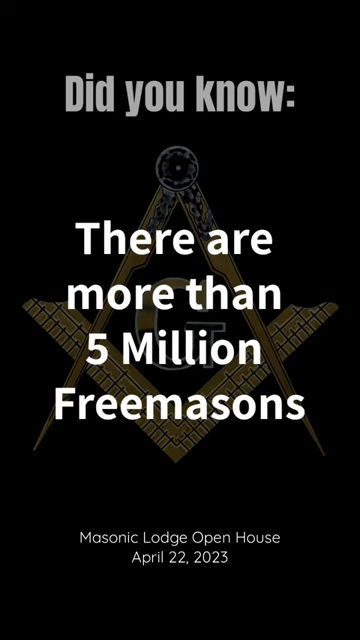 Did you know:
There are
more than
5 Million
Freemasons
Masonic Lodge Open House
April 22, 2023